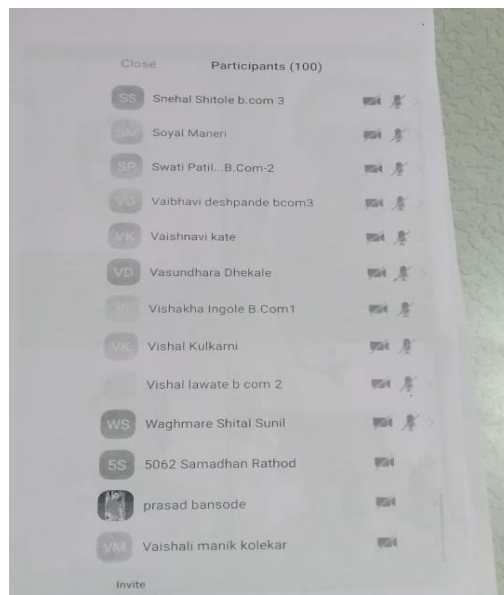 Close Participants (100)
SS Snehal Shitole b.com 3
SM Soyal Maneri
SP Swati Patil...B.Com-2
VD Vaibhavi deshpande bcom3
VK Vaishnavi kate
VD Vasundhara Dhekale
Vishakha Ingole B.Com1
VK Vishal Kulkarni
Vishal lawate b com 2
WS Waghmare Shital Sunil
5S 5062 Samadhan Rathod
prasad bansode
VM Vaishali manik kolekar
Invite